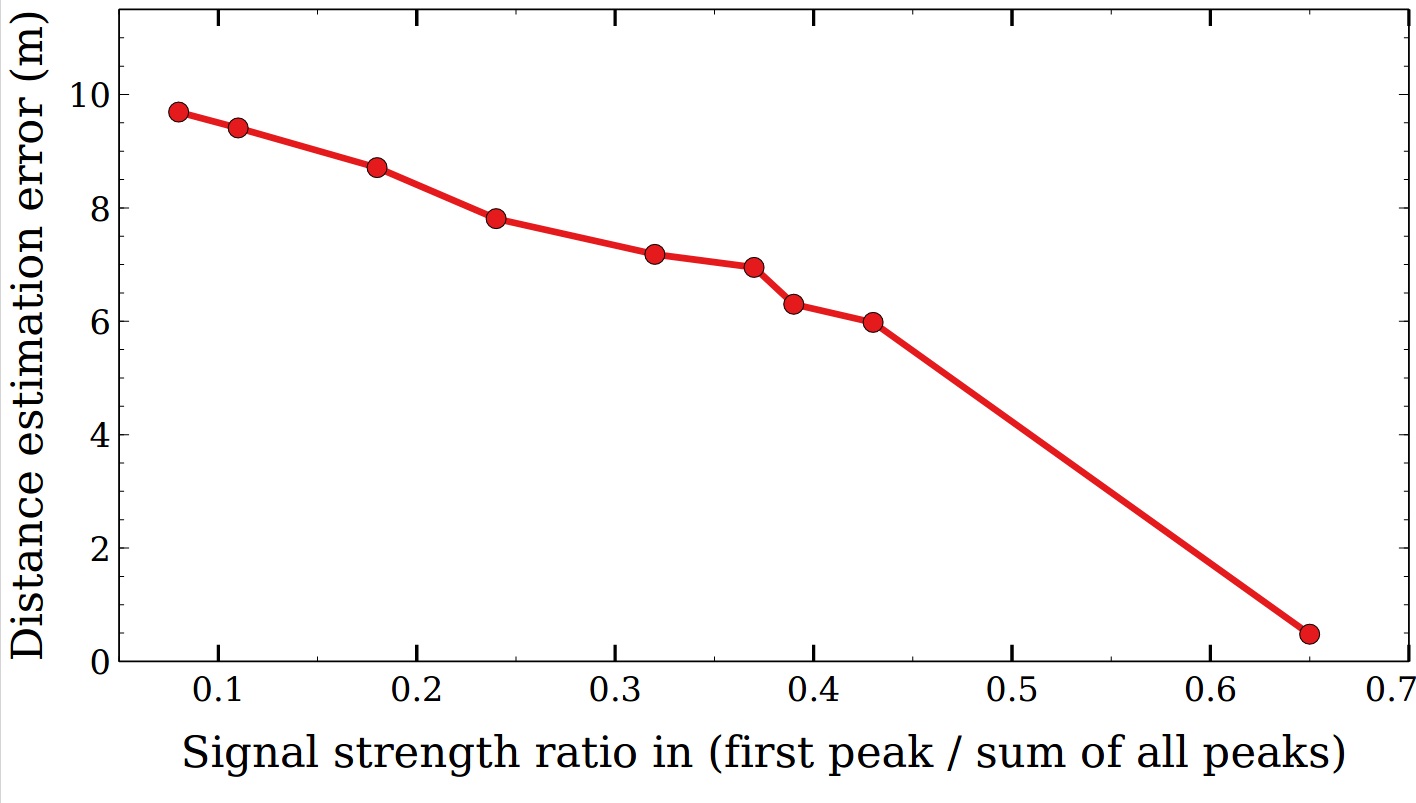 Distance estimation error (m)
10
8
6
4
2
0
0.1 0.2 0.3 0.4 0.5 0.6 0.7
Signal strength ratio in (first peak / sum of all peaks)